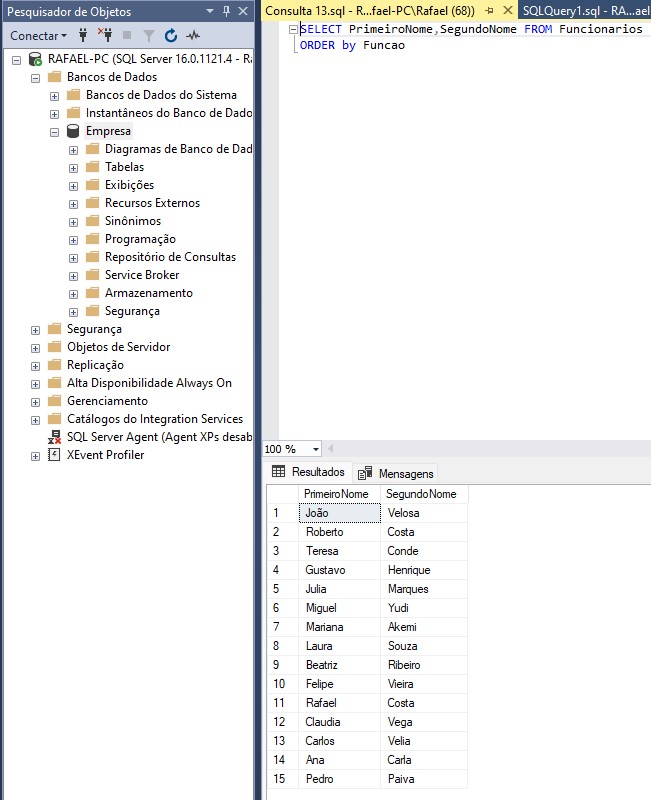 Pesquisador de Objetos
Conectar
RAFAEL-PC (SQL Server 16.0.1121.4 - R
Bancos de Dados
Bancos de Dados do Sistema
Instantâneos do Banco de Dado
Empresa
Diagramas de Banco de Dad
Tabelas
Exibições
Recursos Externos
Sinônimos
Programação
Repositório de Consultas
Service Broker
Armazenamento
Segurança
Segurança
Objetos de Servidor
Replicação
Alta Disponibilidade Always On
Gerenciamento
Catálogos do Integration Services
SQL Server Agent (Agent XPs desab
XEvent Profiler
Consulta 13.sql - R...fael-PC\Rafael (68))
SQLQuery1.sql - RA...ael
SELECT PrimeiroNome,SegundoNome FROM Funcionarios
ORDER by Funcao
100 %
Resultados Mensagens
PrimeiroNome SegundoNome
1 João Velosa
2 Roberto Costa
3 Teresa Conde
4 Gustavo Henrique
5 Julia Marques
6 Miguel Yudi
7 Mariana Akemi
8 Laura Souza
9 Beatriz Ribeiro
10 Felipe Vieira
11 Rafael Costa
12 Claudia Vega
13 Carlos Velia
14 Ana Carla
15 Pedro Paiva